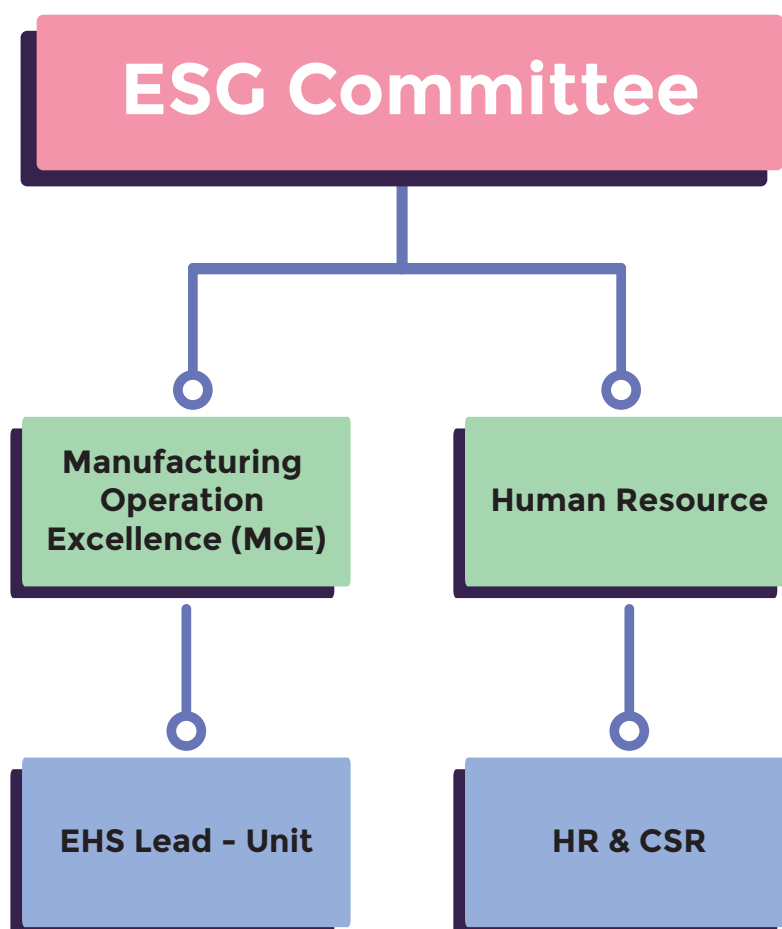 ESG Committee
Manufacturing
Operation
Excellence (MoE)
Human Resource
EHS Lead - Unit
HR & CSR